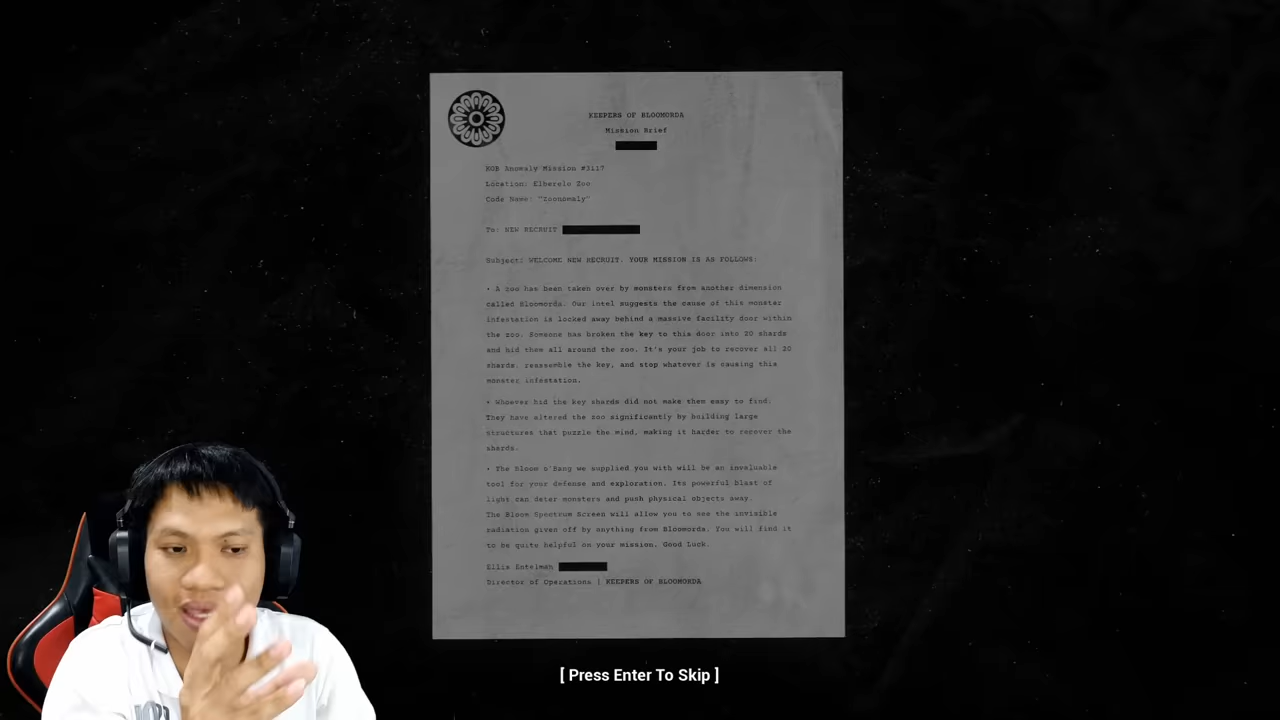 KEEPERS OF BLOOMORDA
Mission Brief
KOB Anomaly Mission #3117
Location: Elberelo Zoo
Code Name: "Zoonomaly"
To: NEW RECRUIT
Subject: WELCOME NEW RECRUIT. YOUR MISSION IS AS FOLLOWS:
• A zoo has been taken over by monsters from another dimension
called Bloomorda. Our intel suggests the cause of this monster
infestation is locked away behind a massive facility door within
the zoo. Someone has broken the key to this door into 20 shards
and hid them all around the zoo. It's your job to recover all 20
shards, reassemble the key, and stop whatever is causing this
monster infestation.
• Whoever hid the key shards did not make them easy to find.
They have altered the zoo significantly by building large
structures that puzzle the mind, making it harder to recover the
shards.
• The Bloom o'Bang we supplied you with will be an invaluable
tool for your defense and exploration. Its powerful blast of
light can deter monsters and push physical objects away.
The Bloom Spectrum Screen will allow you to see the invisible
radiation given off by anything from Bloomorda. You will find it
to be quite helpful on your mission. Good Luck.
Ellis Entelman
Director of Operations | KEEPERS OF BLOOMORDA
[ Press Enter To Skip ]